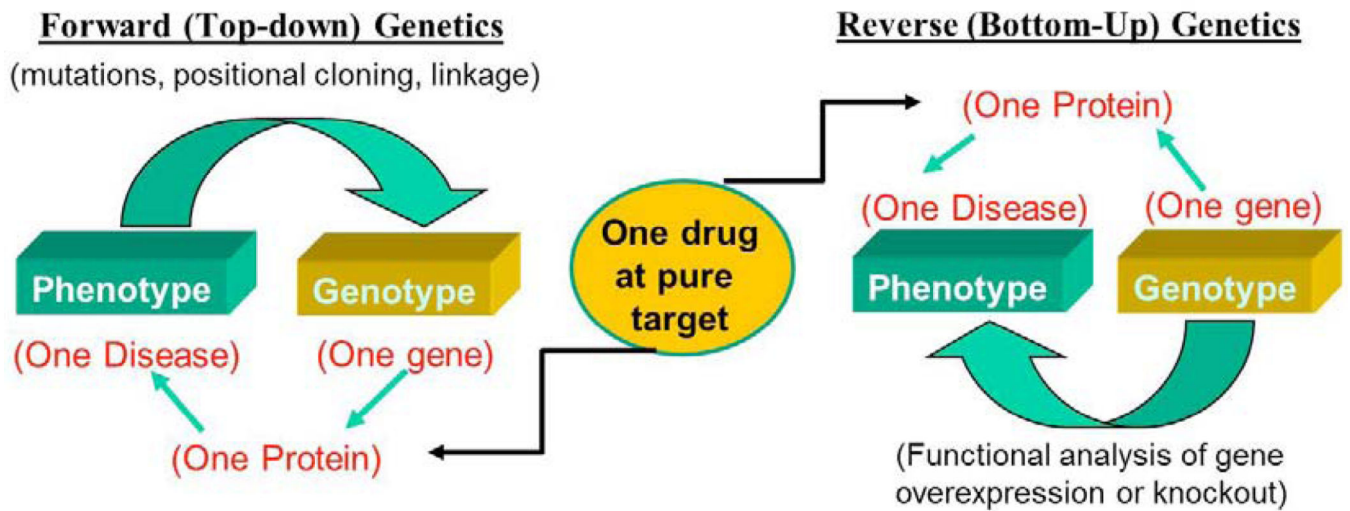 Forward (Top-down) Genetics
(mutations, positional cloning, linkage)
Phenotype
Genotype
(One Disease)
(One gene)
(One Protein)
One drug
at pure
target
Reverse (Bottom-Up) Genetics
(One Protein)
(One Disease)
(One gene)
Phenotype
Genotype
(Functional analysis of gene
overexpression or knockout)